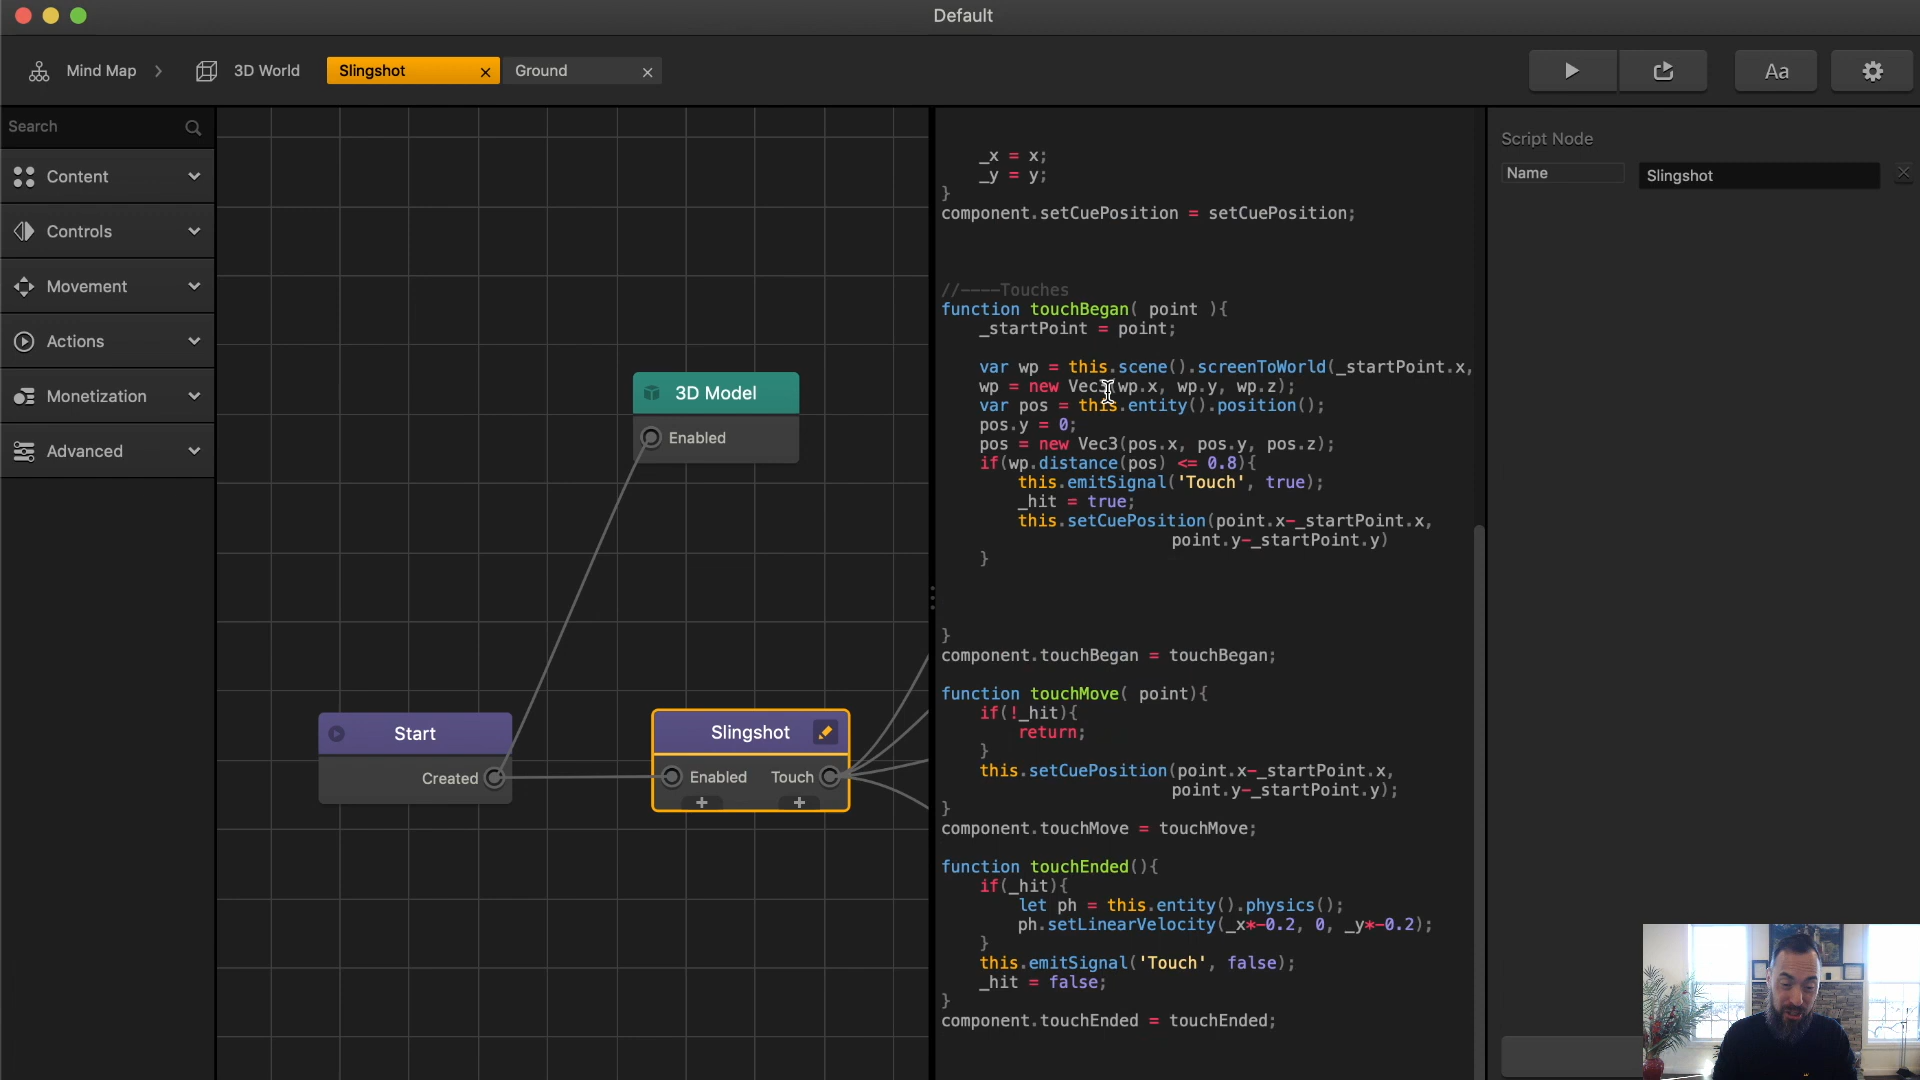 Default
Mind Map
3D World
Slingshot
Ground
Aa
Search
Content
Controls
Movement
Actions
Monetization
Advanced
3D Model
Enabled
Start
Created
Slingshot
Enabled Touch
_x = x;
_y = y;
}
component.setCuePosition = setCuePosition;
//----Touches
function touchBegan( point ){
_startPoint = point;
var wp = this.scene().screenToWorld(_startPoint.x,
wp = new Vec3(wp.x, wp.y, wp.z);
var pos = this.entity().position();
pos.y = 0;
pos = new Vec3(pos.x, pos.y, pos.z);
if(wp.distance(pos) <= 0.8){
this.emitSignal('Touch', true);
_hit = true;
this.setCuePosition(point.x-_startPoint.x,
point.y-_startPoint.y)
}
}
component.touchBegan = touchBegan;
function touchMove( point){
if(!_hit){
return;
}
this.setCuePosition(point.x-_startPoint.x,
point.y-_startPoint.y);
}
component.touchMove = touchMove;
function touchEnded(){
if(_hit){
let ph = this.entity().physics();
ph.setLinearVelocity(_x*-0.2, 0, _y*-0.2);
}
this.emitSignal('Touch', false);
_hit = false;
}
component.touchEnded = touchEnded;
Script Node
Name
Slingshot